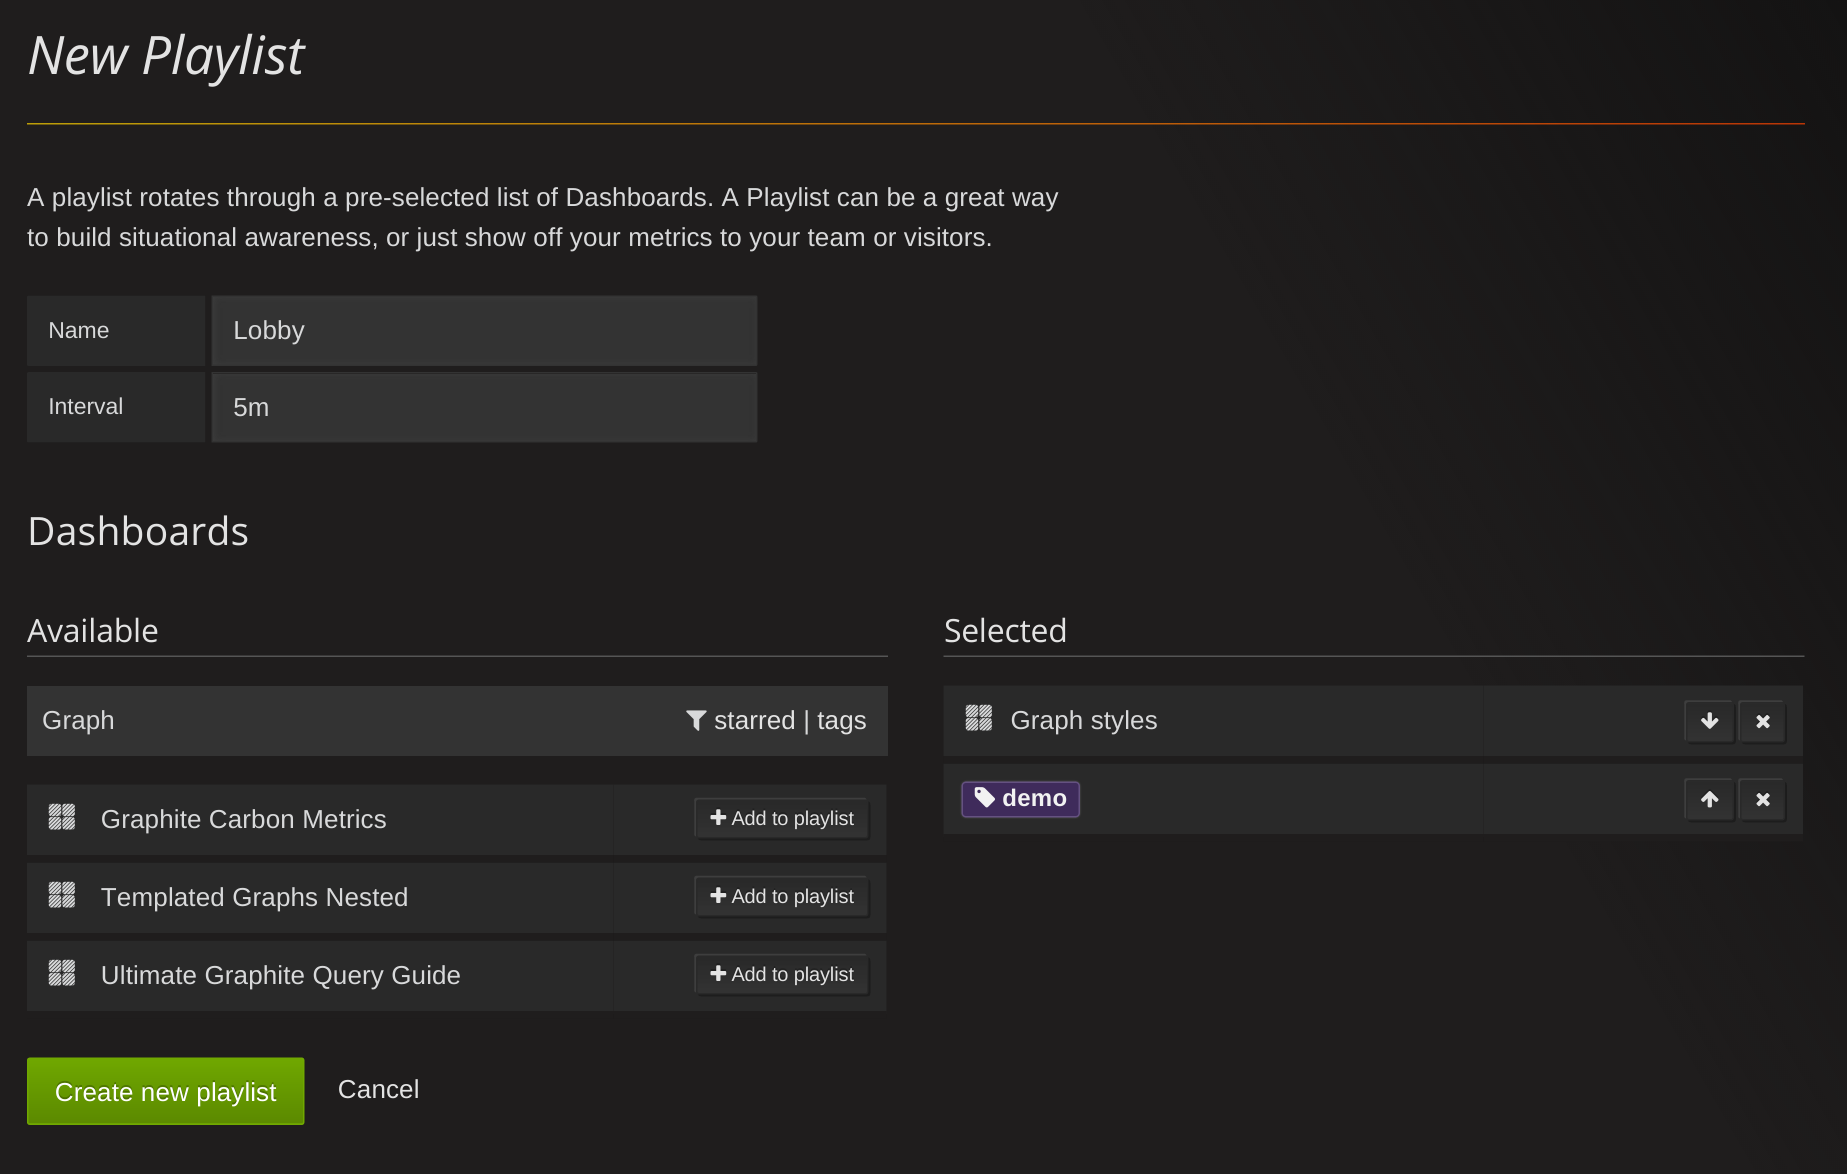 New Playlist
A playlist rotates through a pre-selected list of Dashboards. A Playlist can be a great way
to build situational awareness, or just show off your metrics to your team or visitors.
Name
Lobby
Interval
5m
Dashboards
Available
Graph
starred | tags
Graphite Carbon Metrics
Add to playlist
Templated Graphs Nested
Add to playlist
Ultimate Graphite Query Guide
Add to playlist
Selected
Graph styles
demo
Create new playlist
Cancel